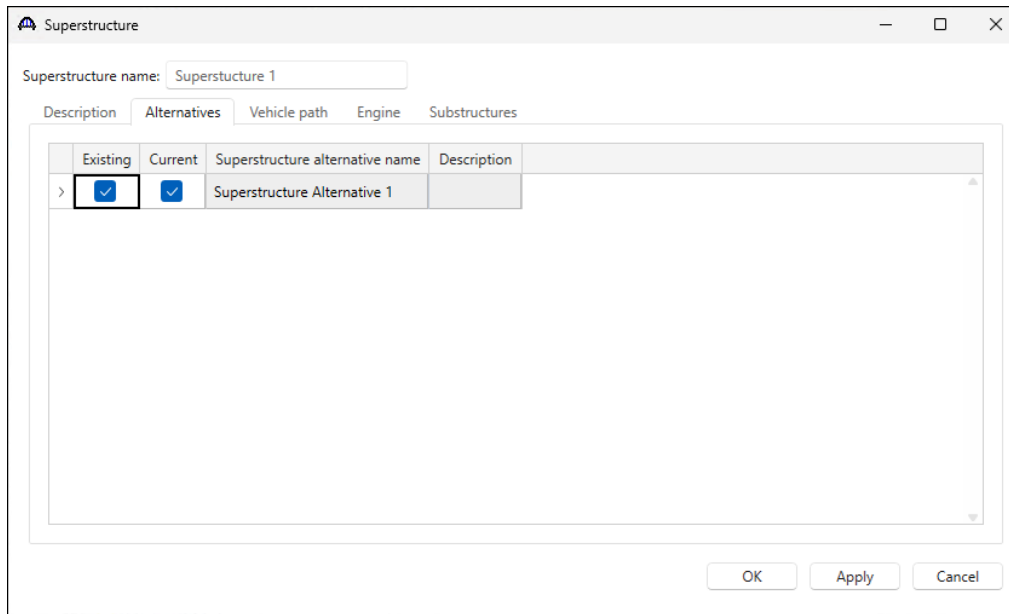 Superstructure
Superstructure name: Superstucture 1
Description Alternatives Vehicle path Engine Substructures
Existing Current Superstructure alternative name Description
Superstructure Alternative 1
OK Apply Cancel